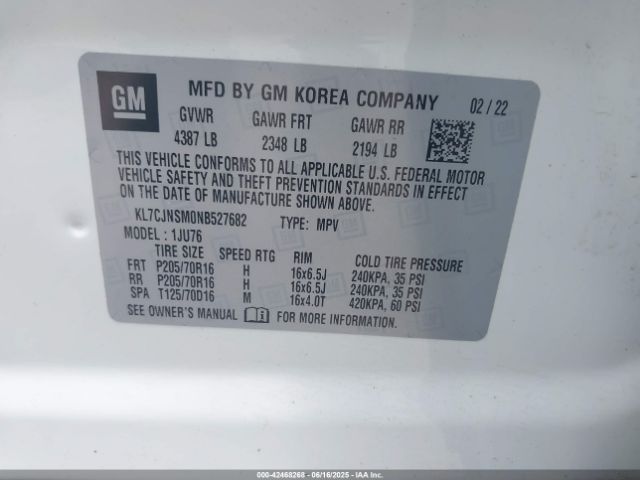 GM
MFD BY GM KOREA COMPANY 02 / 22
GVWR GAWR FRT GAWR RR
4387 LB 2348 LB 2194 LB
THIS VEHICLE CONFORMS TO ALL APPLICABLE U.S. FEDERAL MOTOR
VEHICLE SAFETY AND THEFT PREVENTION STANDARDS IN EFFECT
ON THE DATE OF MANUFACTURE SHOWN ABOVE.
KL7CJNSM0NB527682 TYPE: MPV
MODEL: 1JU76
TIRE SIZE SPEED RTG RIM COLD TIRE PRESSURE
FRT P205/70R16 H 16x6.5J 240KPA, 35 PSI
RR P205/70R16 H 16x6.5J 240KPA, 35 PSI
SPA T125/70D16 M 16x4.0T 420KPA, 60 PSI
SEE OWNER'S MANUAL FOR MORE INFORMATION.
000-42468268 - 06/16/2025 - IAA Inc.